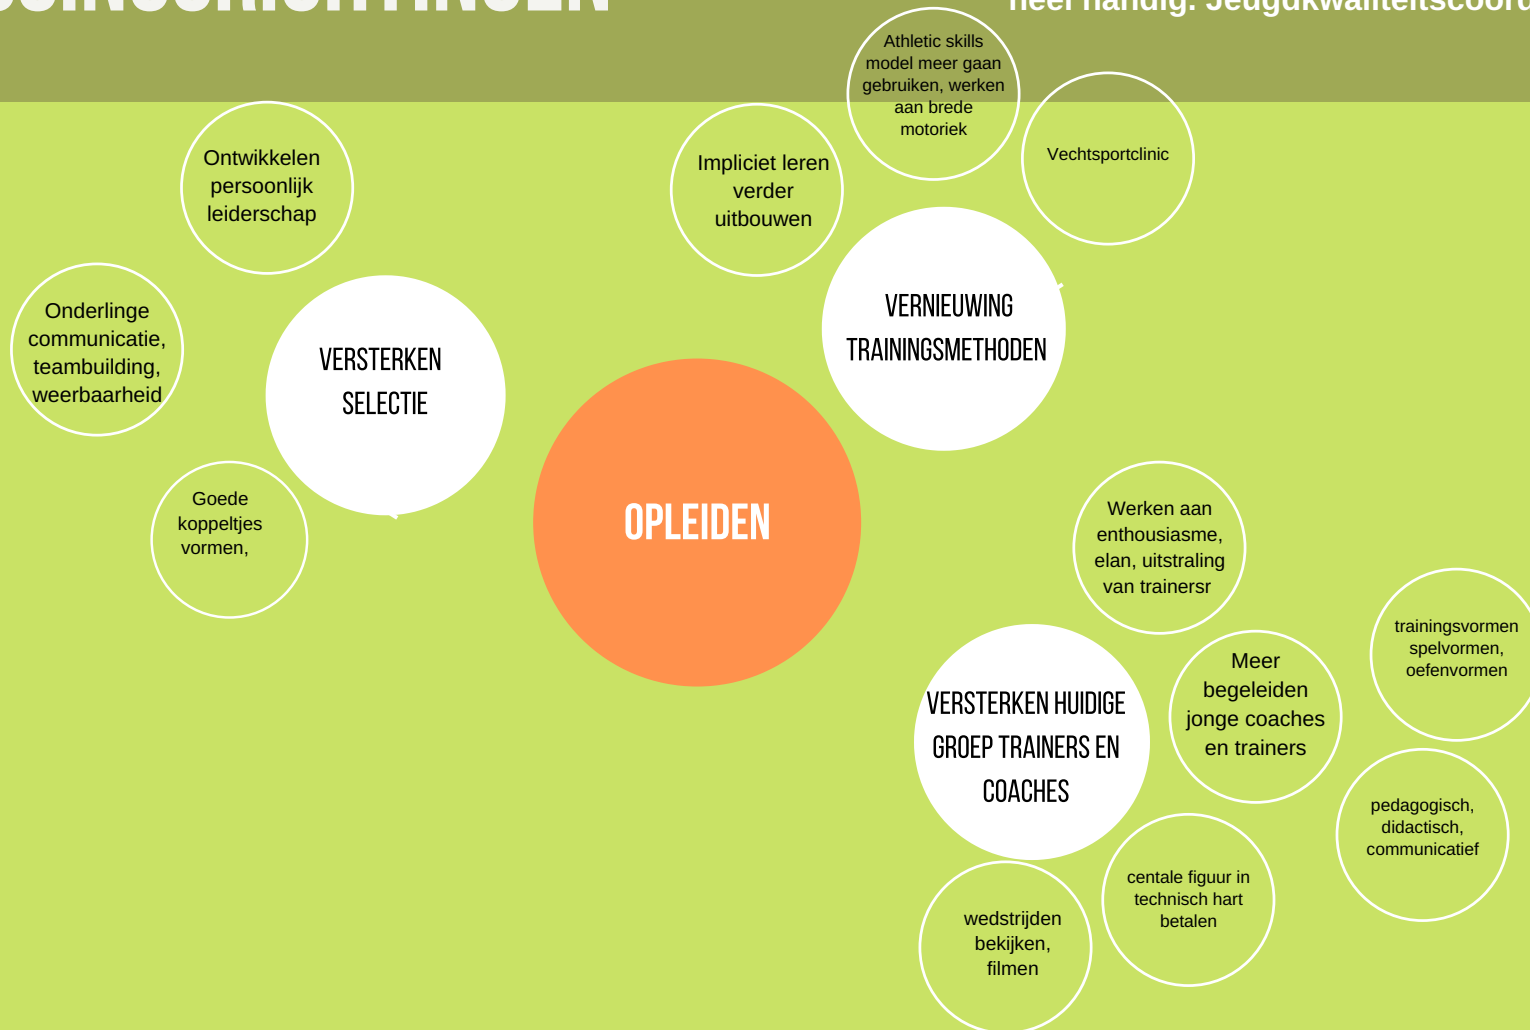 heel handig: Jeugdkwaliteitscoord
Athletic skills
model meer gaan
gebruiken, werken
aan brede
motoriek
Vechtsportclinic
Ontwikkelen
persoonlijk
leiderschap
Impliciet leren
verder
uitbouwen
Onderlinge
communicatie,
teambuilding,
weerbaarheid
VERSTERKEN
SELECTIE
VERNIEUWING
TRAININGSMETHODEN
Goede
koppeltjes
vormen,
OPLEIDEN
Werken aan
enthousiasme,
elan, uitstraling
van trainersr
trainingsvormen
spelvormen,
oefenvormen
Meer
begeleiden
jonge coaches
en trainers
VERSTERKEN HUIDIGE
GROEP TRAINERS EN
COACHES
pedagogisch,
didactisch,
communicatief
centale figuur in
technisch hart
betalen
wedstrijden
bekijken,
filmen